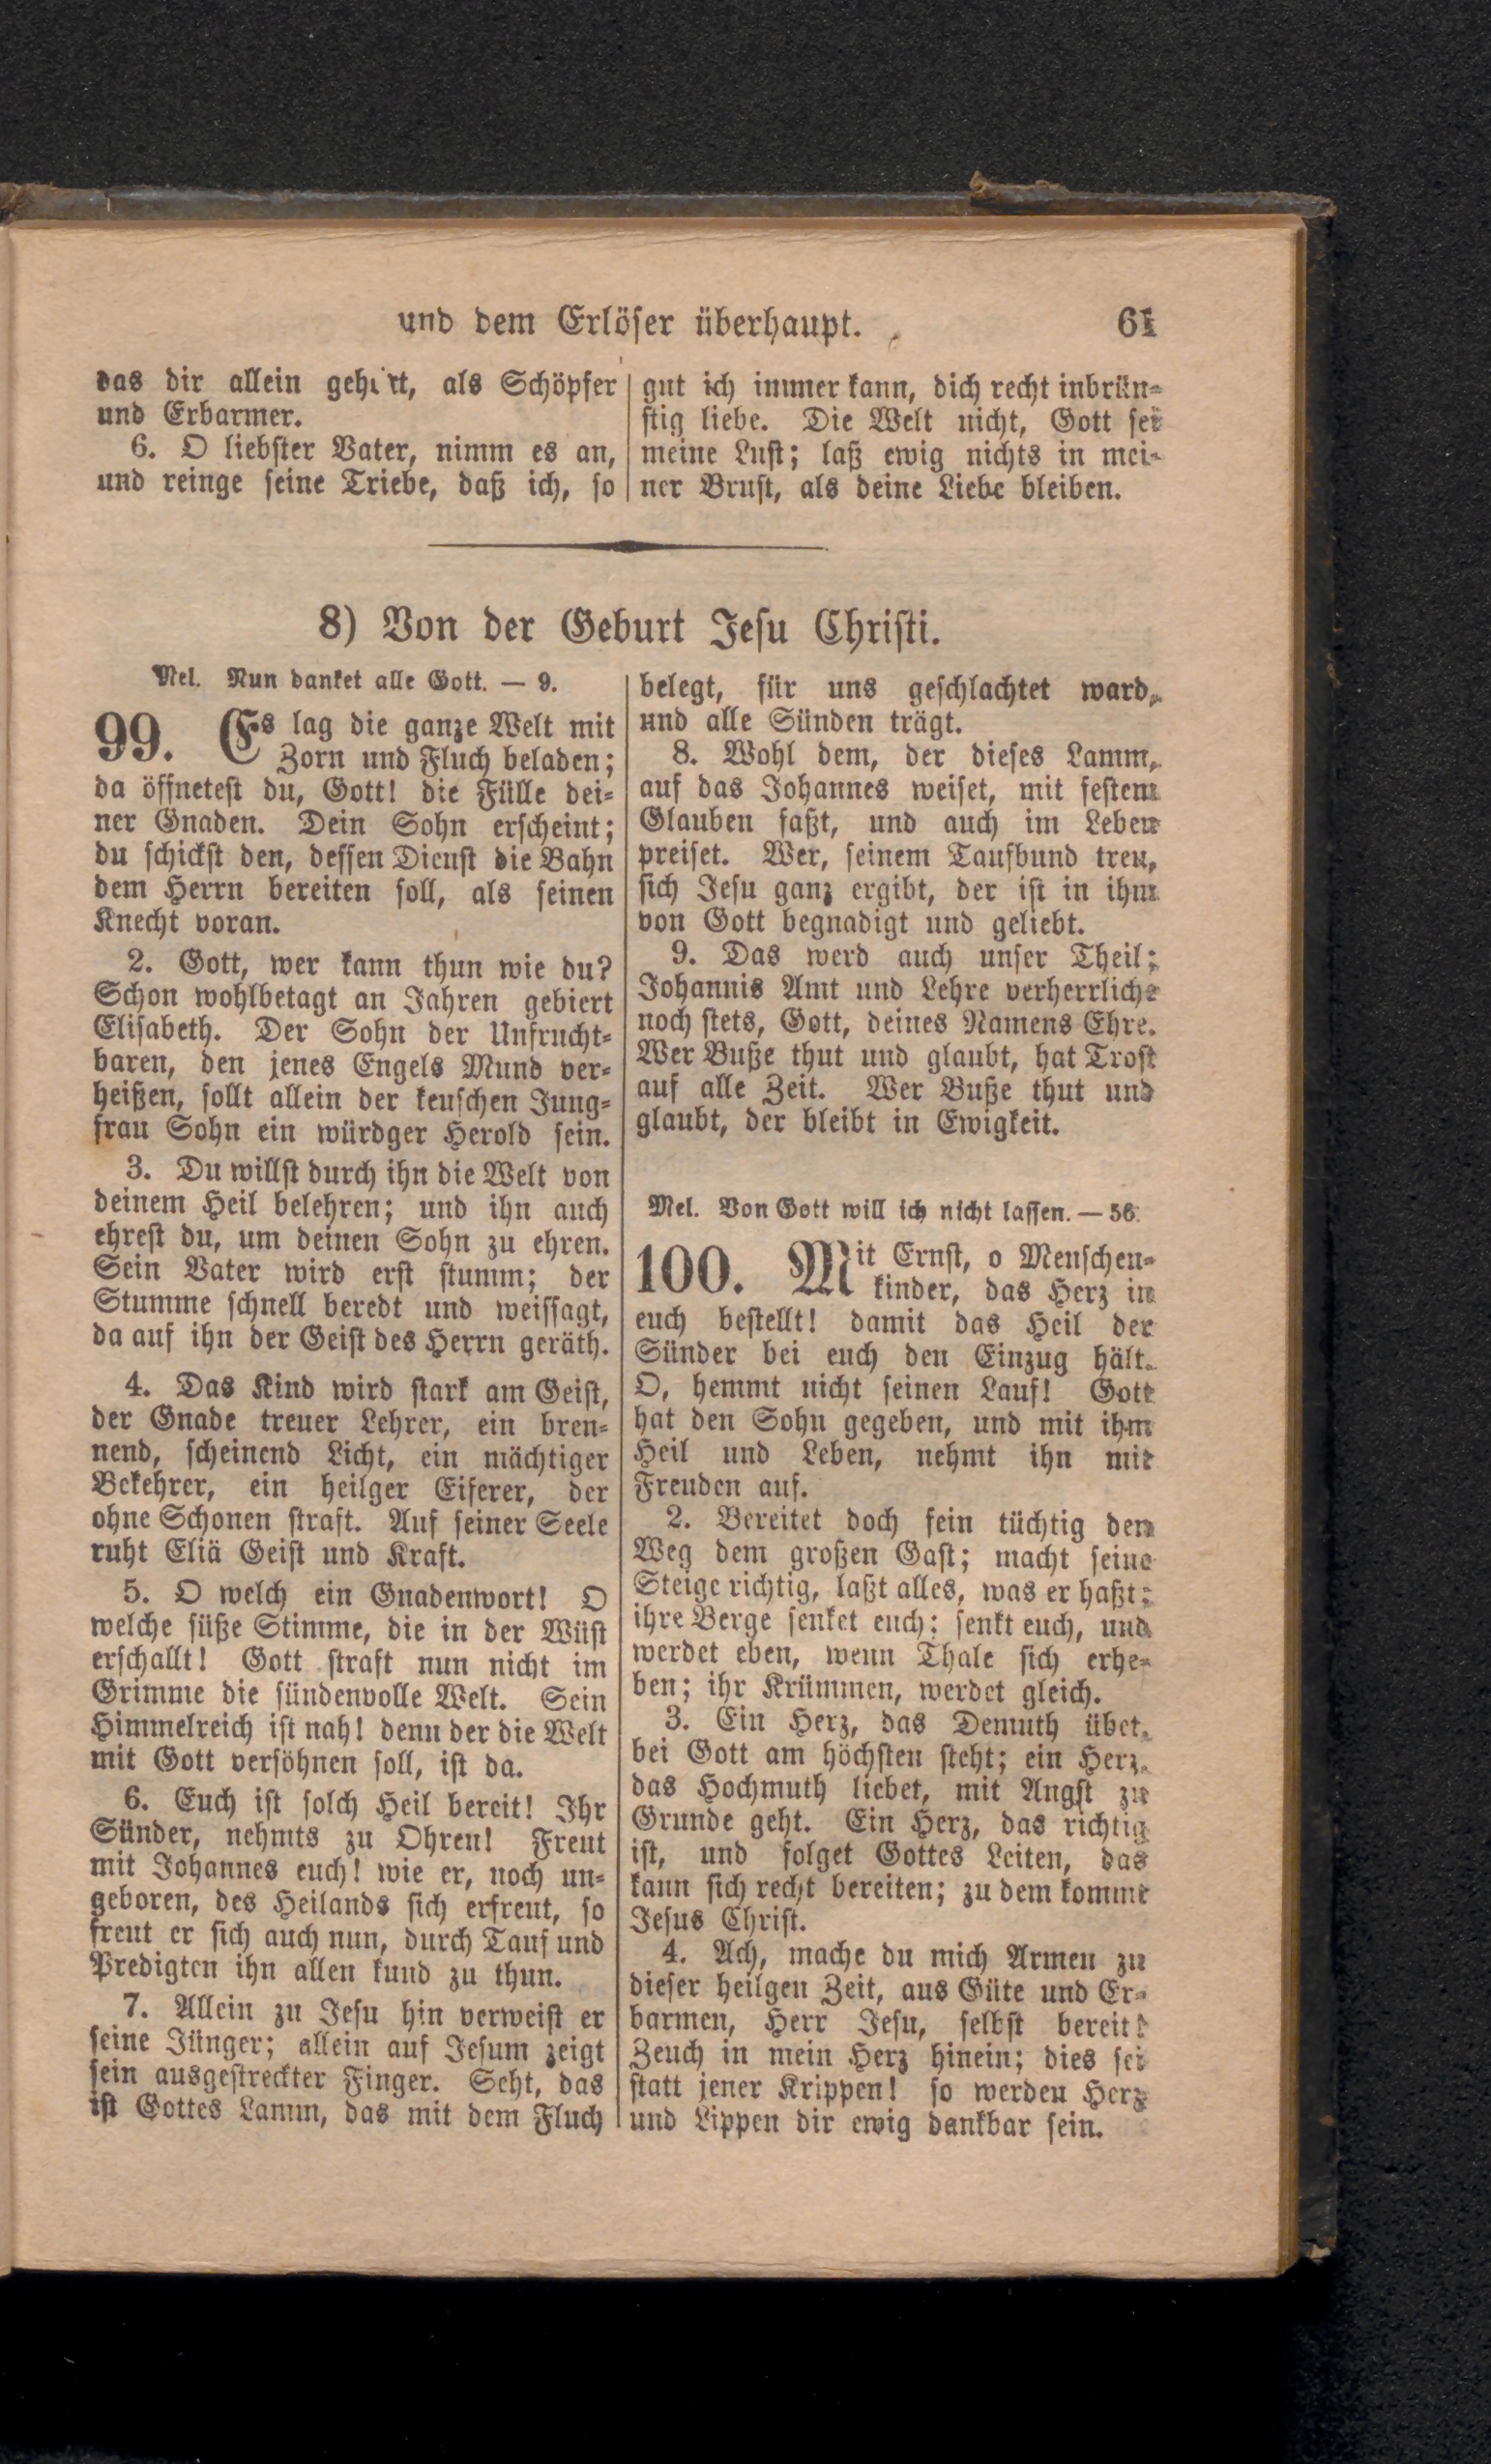 und dem Erlöser überhaupt. 61
das dir allein gehört, als Schöpfer
und Erbarmer.
6. O liebster Vater, nimm es an,
und reinge seine Triebe, daß ich, so
gut ich immer kann, dich recht inbrün-
stig liebe. Die Welt nicht, Gott sei
meine Lust; laß ewig nichts in mei-
ner Brust, als deine Liebe bleiben.
8) Von der Geburt Jesu Christi.
Mel. Nun danket alle Gott. — 9.
99. Es lag die ganze Welt mit
Zorn und Fluch beladen;
da öffnetest du, Gott! die Fülle dei-
ner Gnaden. Dein Sohn erscheint;
du schickst den, dessen Dienst die Bahn
dem Herrn bereiten soll, als seinen
Knecht voran.
2. Gott, wer kann thun wie du?
Schon wohlbetagt an Jahren gebiert
Elisabeth. Der Sohn der Unfrucht-
baren, den jenes Engels Mund ver-
heißen, sollt allein der keuschen Jung-
frau Sohn ein würdger Herold sein.
3. Du willst durch ihn die Welt von
deinem Heil belehren; und ihn auch
ehrest du, um deinen Sohn zu ehren.
Sein Vater wird erst stumm; der
Stumme schnell beredt und weissagt,
da auf ihn der Geist des Herrn geräth.
4. Das Kind wird stark am Geist,
der Gnade treuer Lehrer, ein bren-
nend, scheinend Licht, ein mächtiger
Bekehrer, ein heilger Eiferer, der
ohne Schonen straft. Auf seiner Seele
ruht Eliä Geist und Kraft.
5. O welch ein Gnadenwort! O
welche süße Stimme, die in der Wüst
erschallt! Gott straft nun nicht im
Grimme die sündenvolle Welt. Sein
Himmelreich ist nah! denn der die Welt
mit Gott versöhnen soll, ist da.
6. Euch ist solch Heil bereit! Ihr
Sünder, nehmts zu Ohren! Freut
mit Johannes euch! wie er, noch un-
geboren, des Heilands sich erfreut, so
freut er sich auch nun, durch Tauf und
Predigten ihn allen kund zu thun.
7. Allein zu Jesu hin verweist er
seine Jünger; allein auf Jesum zeigt
sein ausgestreckter Finger. Seht, das
ist Gottes Lamm, das mit dem Fluch
belegt, für uns geschlachtet ward,
und alle Sünden trägt.
8. Wohl dem, der dieses Lamm,
auf das Johannes weiset, mit festem
Glauben faßt, und auch im Leben
preiset. Wer, seinem Taufbund treu,
sich Jesu ganz ergibt, der ist in ihm
von Gott begnadigt und geliebt.
9. Das werd auch unser Theil;
Johannis Amt und Lehre verherrliche
noch stets, Gott, deines Namens Ehre.
Wer Buße thut und glaubt, hat Trost
auf alle Zeit. Wer Buße thut und
glaubt, der bleibt in Ewigkeit.
Mel. Von Gott will ich nicht lassen. — 56.
100. Mit Ernst, o Menschen-
kinder, das Herz in
euch bestellt! damit das Heil der
Sünder bei euch den Einzug hält.
O, hemmt nicht seinen Lauf! Gott
hat den Sohn gegeben, und mit ihm
Heil und Leben, nehmt ihn mit
Freuden auf.
2. Bereitet doch fein tüchtig den
Weg dem großen Gast; macht seine
Steige richtig, laßt alles, was er haßt;
ihre Berge senket euch; senkt euch, und
werdet eben, wenn Thale sich erhe-
ben; ihr Krümmen, werdet gleich.
3. Ein Herz, das Demuth übet,
bei Gott am höchsten steht; ein Herz,
das Hochmuth liebet, mit Angst zu
Grunde geht. Ein Herz, das richtig
ist, und folget Gottes Leiten, das
kann sich recht bereiten; zu dem kommt
Jesus Christ.
4. Ach, mache du mich Armen zu
dieser heilgen Zeit, aus Güte und Er-
barmen, Herr Jesu, selbst bereit!
Zeuch in mein Herz hinein; dies sei
statt jener Krippen! so werden Herz
und Lippen dir ewig dankbar sein.